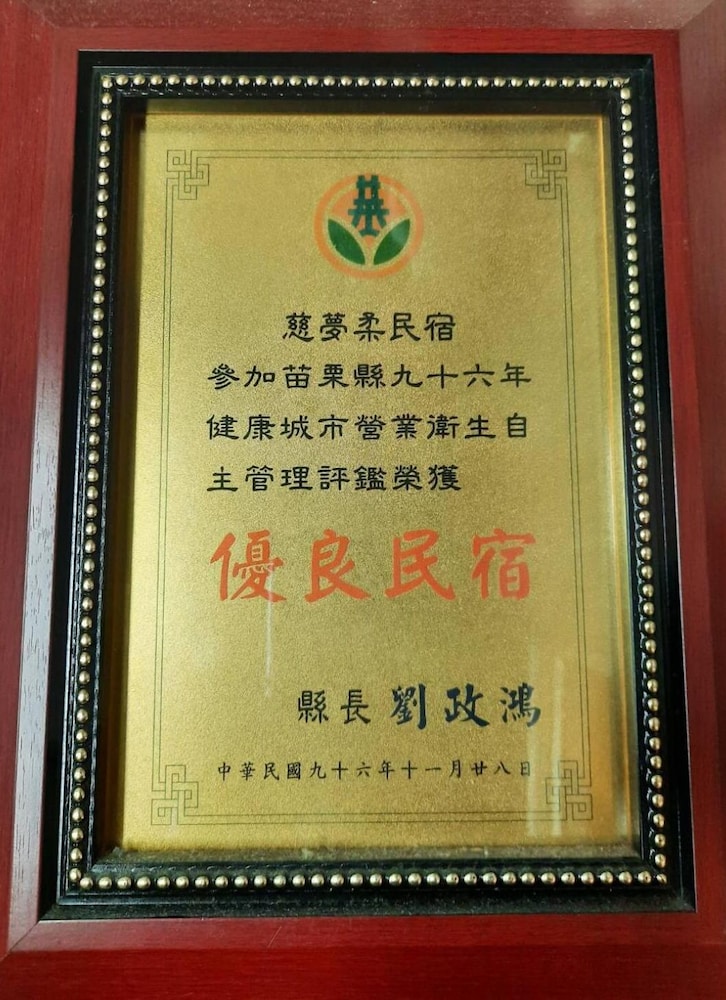 慈夢柔民宿
參加苗栗縣九十六年
健康城市營業衛生自
主管理評鑑榮獲
優良民宿
縣長 劉政鴻
中華民國九十六年十一月廿八日